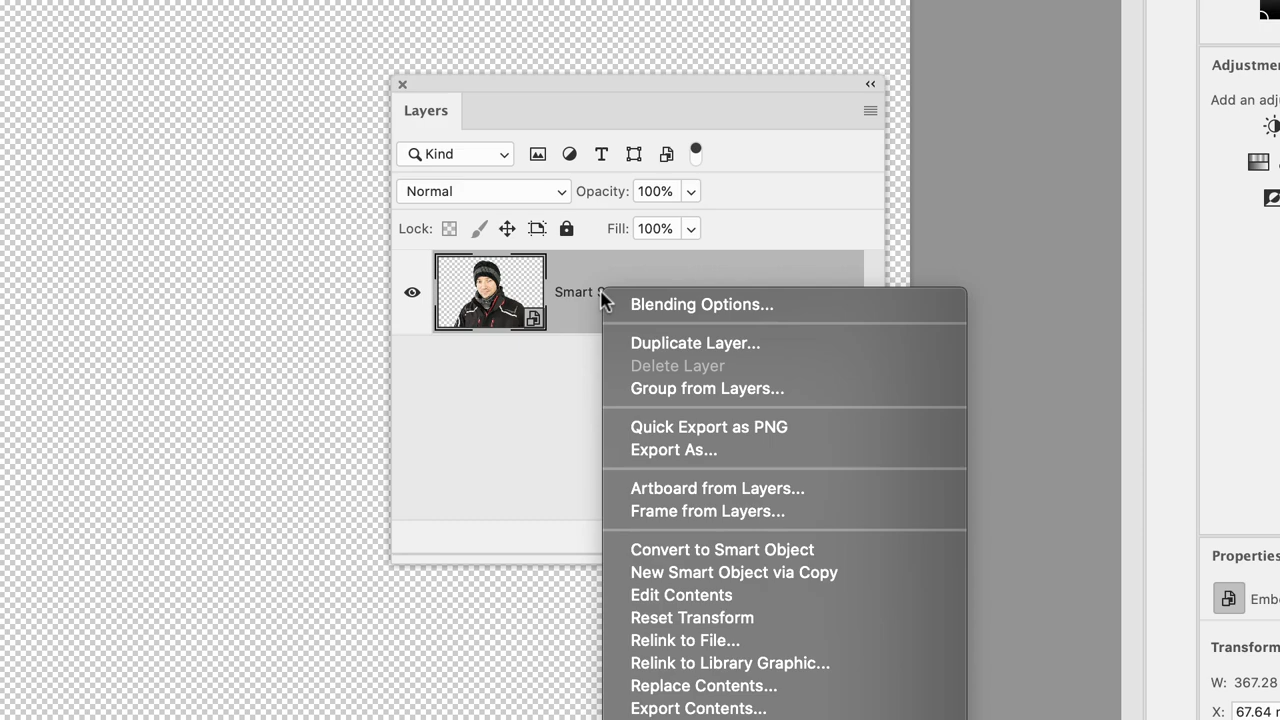 Layers
Kind
Normal
Opacity: 100%
Lock:
Fill: 100%
Smart
Blending Options...
Duplicate Layer...
Delete Layer
Group from Layers...
Quick Export as PNG
Export As...
Artboard from Layers...
Frame from Layers...
Convert to Smart Object
New Smart Object via Copy
Edit Contents
Reset Transform
Relink to File...
Relink to Library Graphic...
Replace Contents...
Export Contents...
Adjustme
Add an adj
Properties
Embe
Transform
W: 367.28
X: 67.64